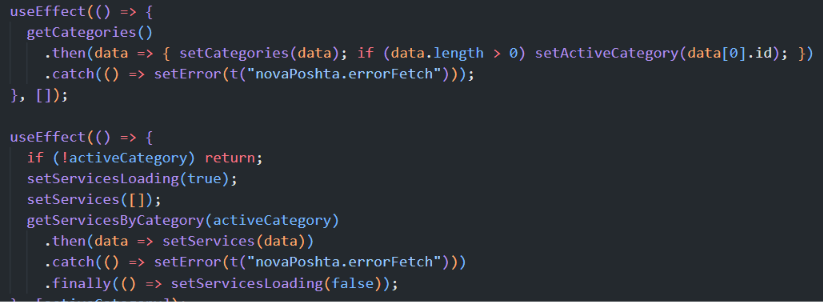 useEffect(() => {
getCategories()
.then(data => { setCategories(data); if (data.length > 0) setActiveCategory(data[0].id); })
.catch(() => setError(t("novaPoshta.errorFetch")));
}, []);
useEffect(() => {
if (!activeCategory) return;
setServicesLoading(true);
setServices([]);
getServicesByCategory(activeCategory)
.then(data => setServices(data))
.catch(() => setError(t("novaPoshta.errorFetch")))
.finally(() => setServicesLoading(false));